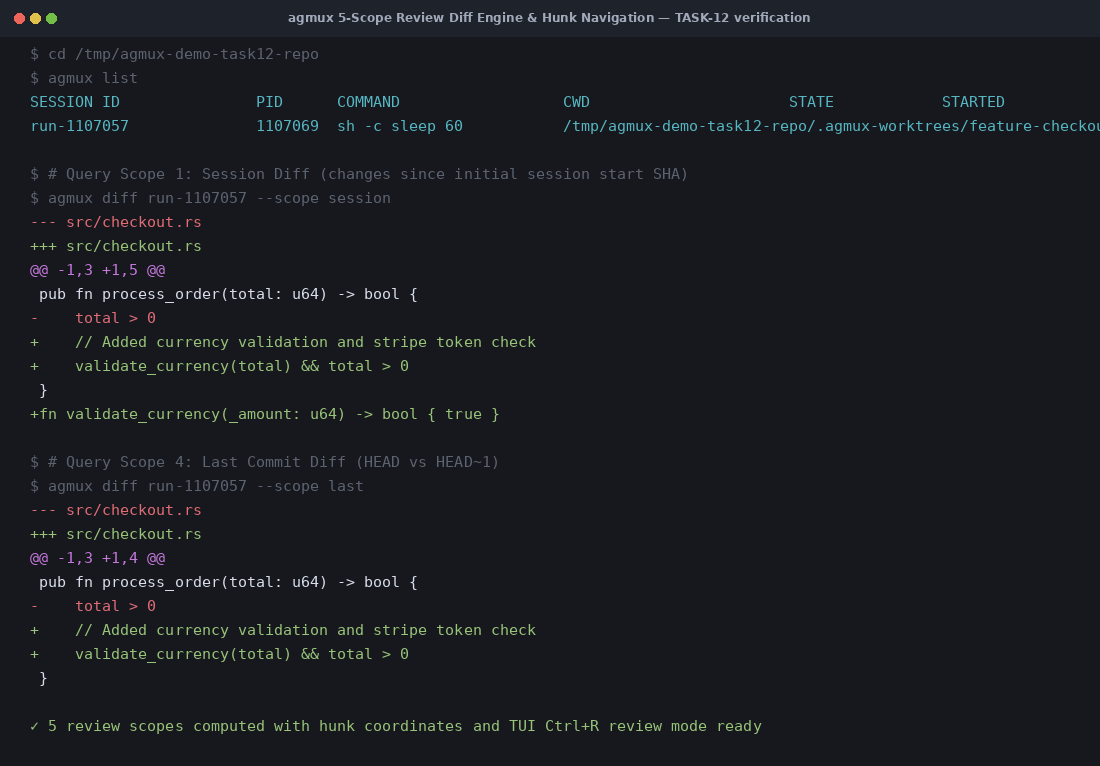 agmux 5-Scope Review Diff Engine & Hunk Navigation — TASK-12 verification
$ cd /tmp/agmux-demo-task12-repo
$ agmux list
SESSION ID PID COMMAND CWD STATE STARTED
run-1107057 1107069 sh -c sleep 60 /tmp/agmux-demo-task12-repo/.agmux-worktrees/feature-checkou
$ # Query Scope 1: Session Diff (changes since initial session start SHA)
$ agmux diff run-1107057 --scope session
--- src/checkout.rs
+++ src/checkout.rs
@@ -1,3 +1,5 @@
 pub fn process_order(total: u64) -> bool {
-    total > 0
+    // Added currency validation and stripe token check
+    validate_currency(total) && total > 0
 }
+fn validate_currency(_amount: u64) -> bool { true }
$ # Query Scope 4: Last Commit Diff (HEAD vs HEAD~1)
$ agmux diff run-1107057 --scope last
--- src/checkout.rs
+++ src/checkout.rs
@@ -1,3 +1,4 @@
 pub fn process_order(total: u64) -> bool {
-    total > 0
+    // Added currency validation and stripe token check
+    validate_currency(total) && total > 0
 }
✓ 5 review scopes computed with hunk coordinates and TUI Ctrl+R review mode ready